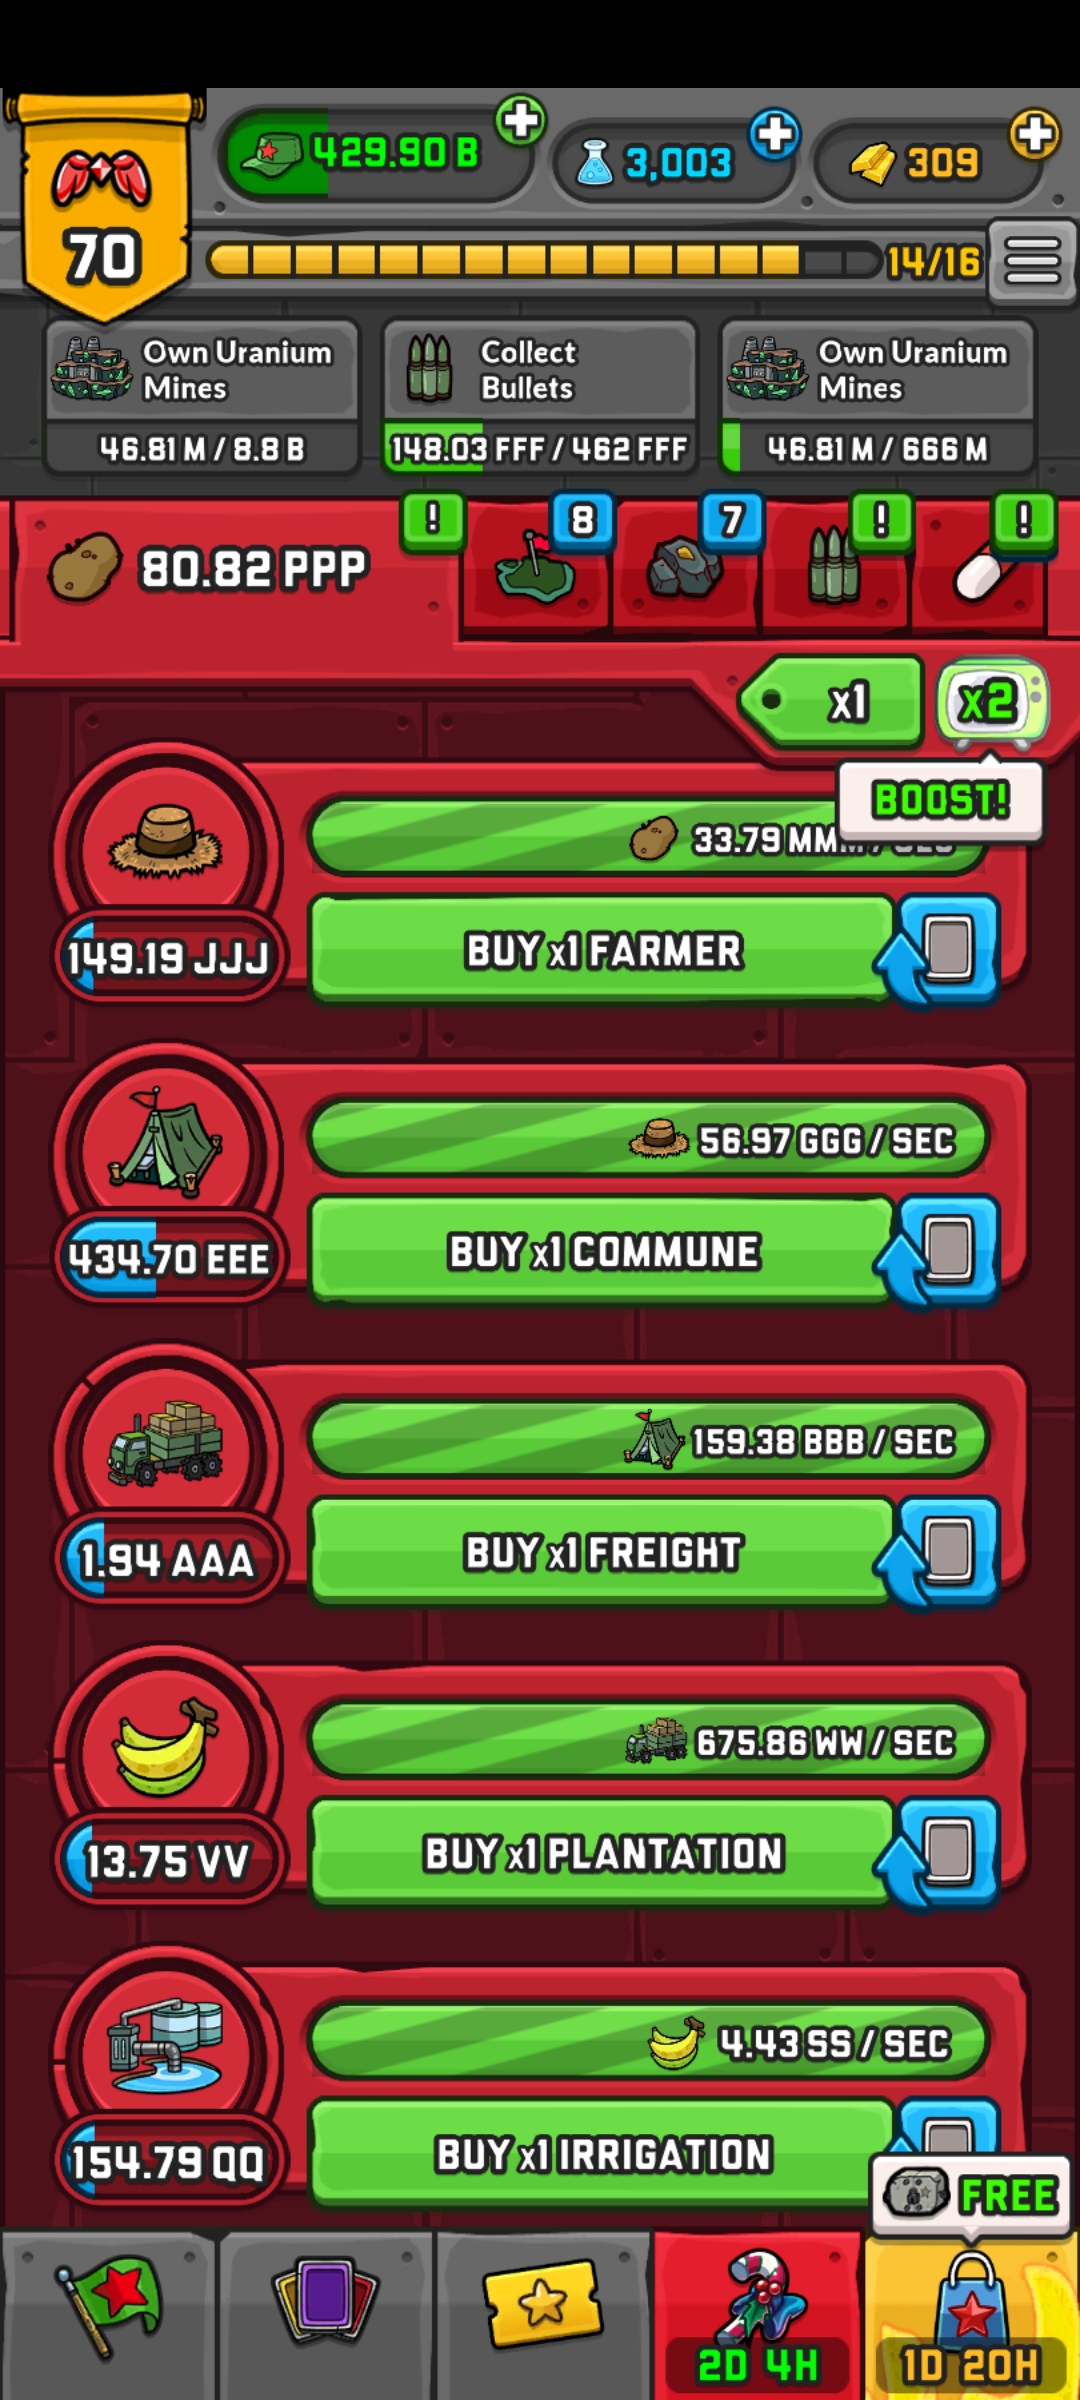 429.90 B
3,003
309
70
14/16
Own Uranium
Mines
46.81 M / 8.8 B
Collect
Bullets
148.03 FFF / 462 FFF
Own Uranium
Mines
46.81 M / 666 M
80.82 PPP
!
8
7
!
!
x1
x2
BOOST!
33.79
149.19 JJJ
BUY x1 FARMER
56.97 GGG / SEC
434.70 EEE
BUY x1 COMMUNE
159.38 BBB / SEC
1.94 AAA
BUY x1 FREIGHT
675.86 WW / SEC
13.75 VV
BUY x1 PLANTATION
4.43 SS / SEC
154.79 QQ
BUY x1 IRRIGATION
FREE
2D 4H
1D 20H